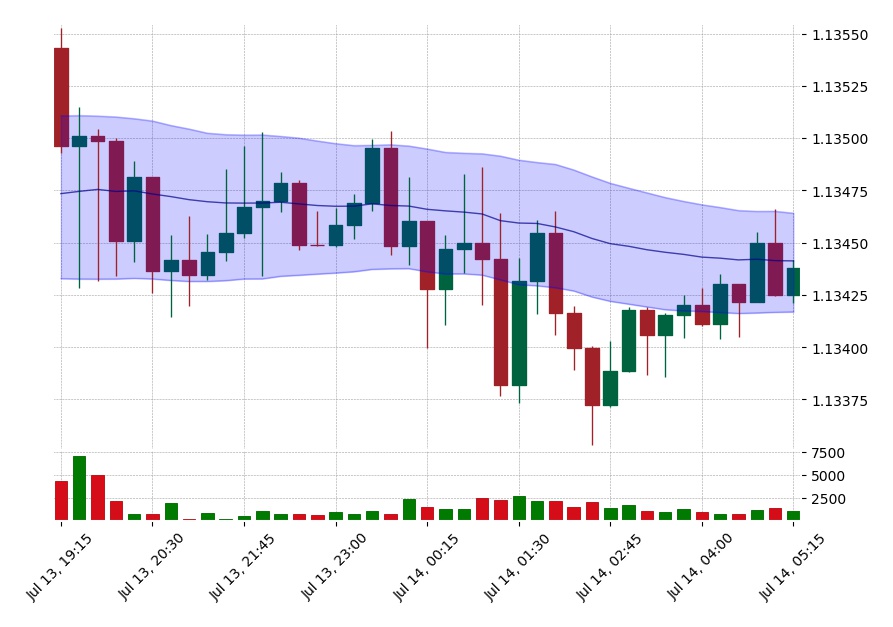 1.13550
1.13525
1.13500
1.13475
1.13450
1.13425
1.13400
1.13375
7500
5000
2500
Jul 13, 19:15
Jul 13, 20:30
Jul 13, 21:45
Jul 13, 23:00
Jul 14, 00:15
Jul 14, 01:30
Jul 14, 02:45
Jul 14, 04:00
Jul 14, 05:15